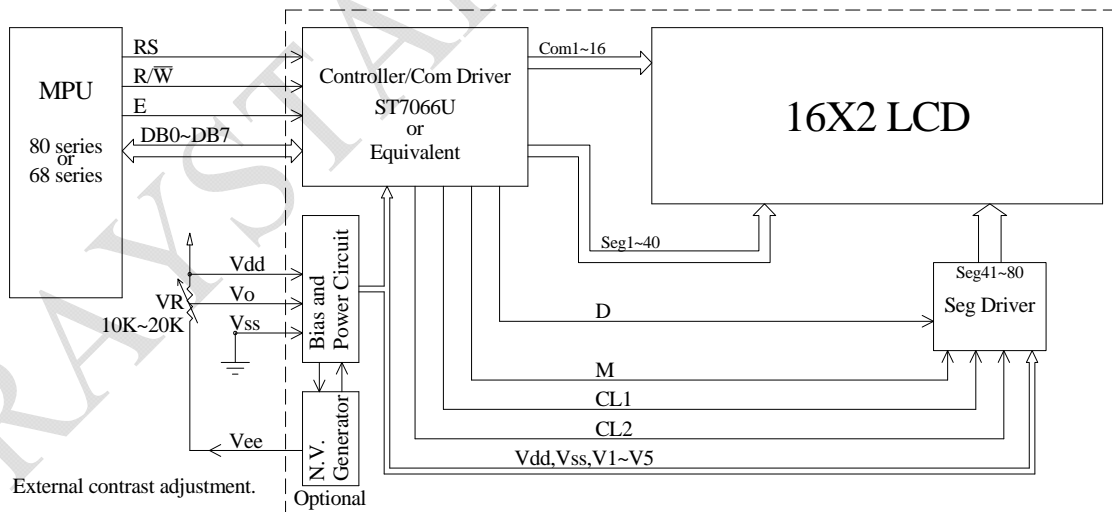 RS
R/W̅
E
DB0~DB7
MPU
80 series
or
68 series
Controller/Com Driver
ST7066U
or
Equivalent
Com1~16
16X2 LCD
Seg1~40
Seg41~80
Seg Driver
Vdd
Vo
Vss
VR
10K~20K
Bias and
Power Circuit
D
M
CL1
CL2
Vdd,Vss,V1~V5
Vee
N.V.
Generator
Optional
External contrast adjustment.